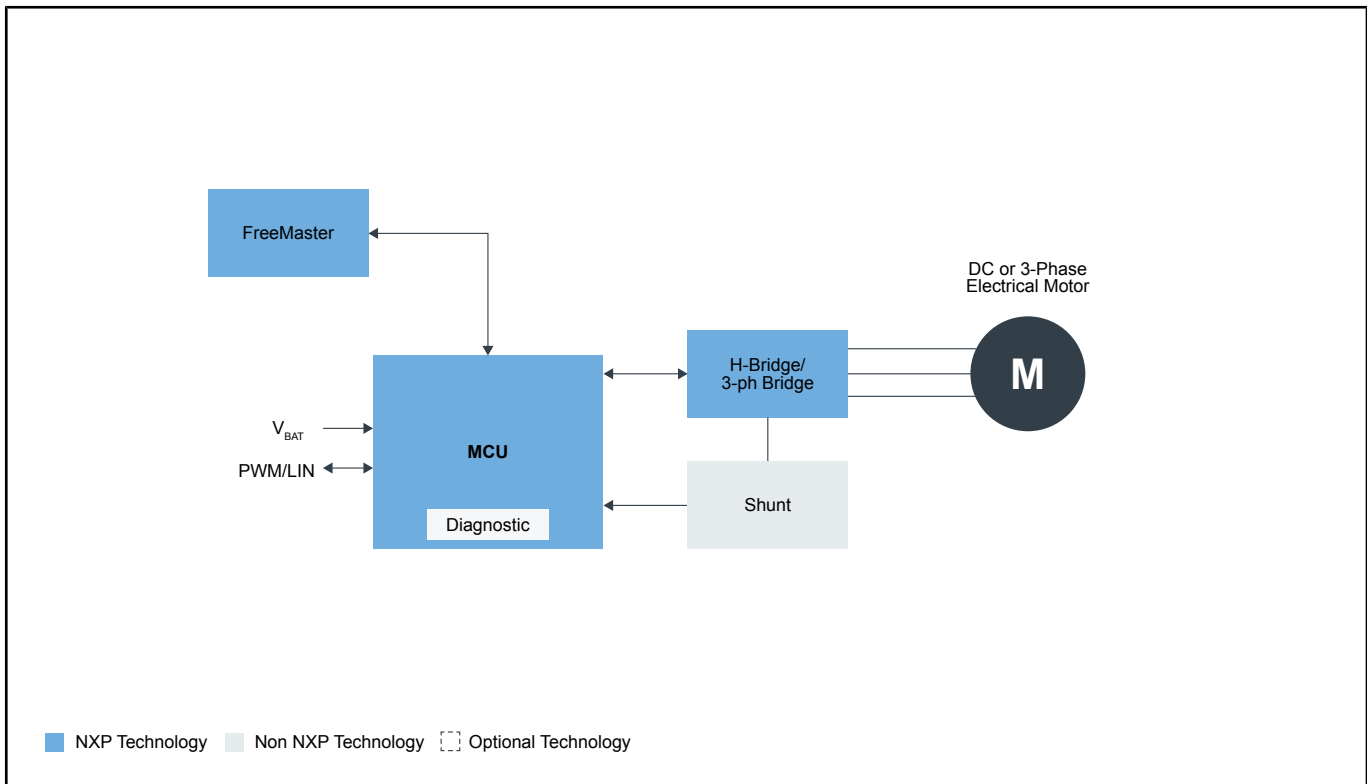 FreeMaster
DC or 3-Phase
Electrical Motor
H-Bridge/
3-ph Bridge
M
VBAT
MCU
PWM/LIN
Shunt
Diagnostic
NXP Technology
Non NXP Technology
Optional Technology